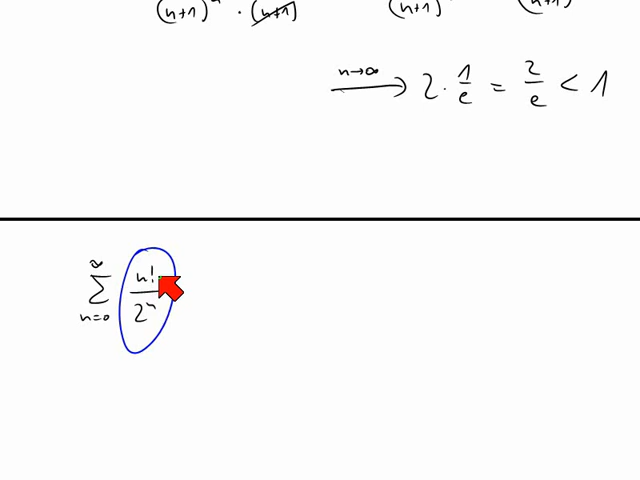 (n+1)ⁿ · (n+1) (n+1) (n+1)
n→∞ ⟶ 2 · 1/e = 2/e < 1
∑_{n=0}^{∞} n!/2ⁿ